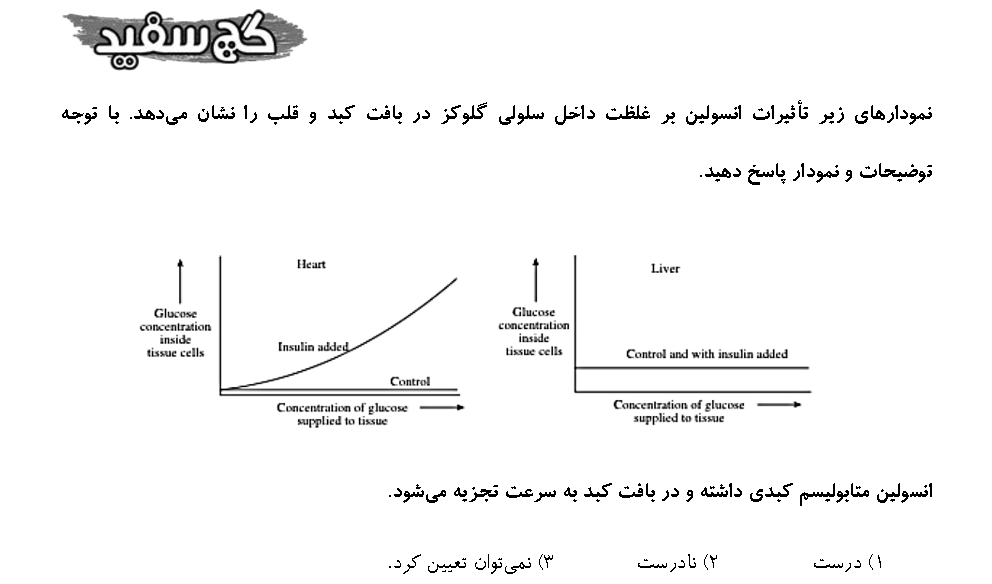 گچ سفید
نمودارهای زیر تأثیرات انسولین بر غلظت داخل سلولی گلوکز در بافت کبد و قلب را نشان می‌دهد. با توجه
توضیحات و نمودار پاسخ دهید.
Heart
Glucose
concentration
inside
tissue cells
Insulin added
Control
Concentration of glucose
supplied to tissue
Liver
Glucose
concentration
inside
tissue cells
Control and with insulin added
Concentration of glucose
supplied to tissue
انسولین متابولیسم کبدی داشته و در بافت کبد به سرعت تجزیه می‌شود.
۱) درست ۲) نادرست ۳) نمی‌توان تعیین کرد.